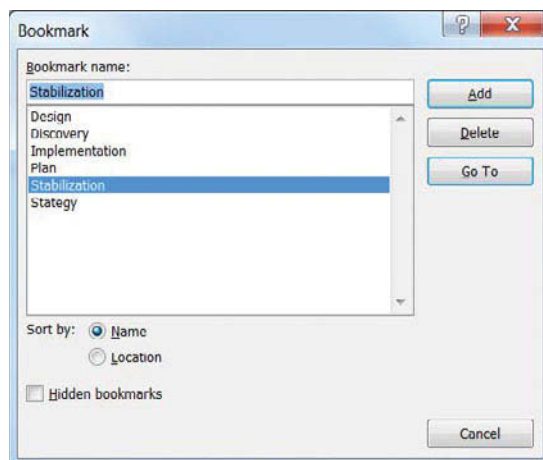 Bookmark
Bookmark name:
Stabilization
Add
Design
Discovery
Implementation
Plan
Stabilization
Stategy
Delete
Go To
Sort by:
Name
Location
Hidden bookmarks
Cancel